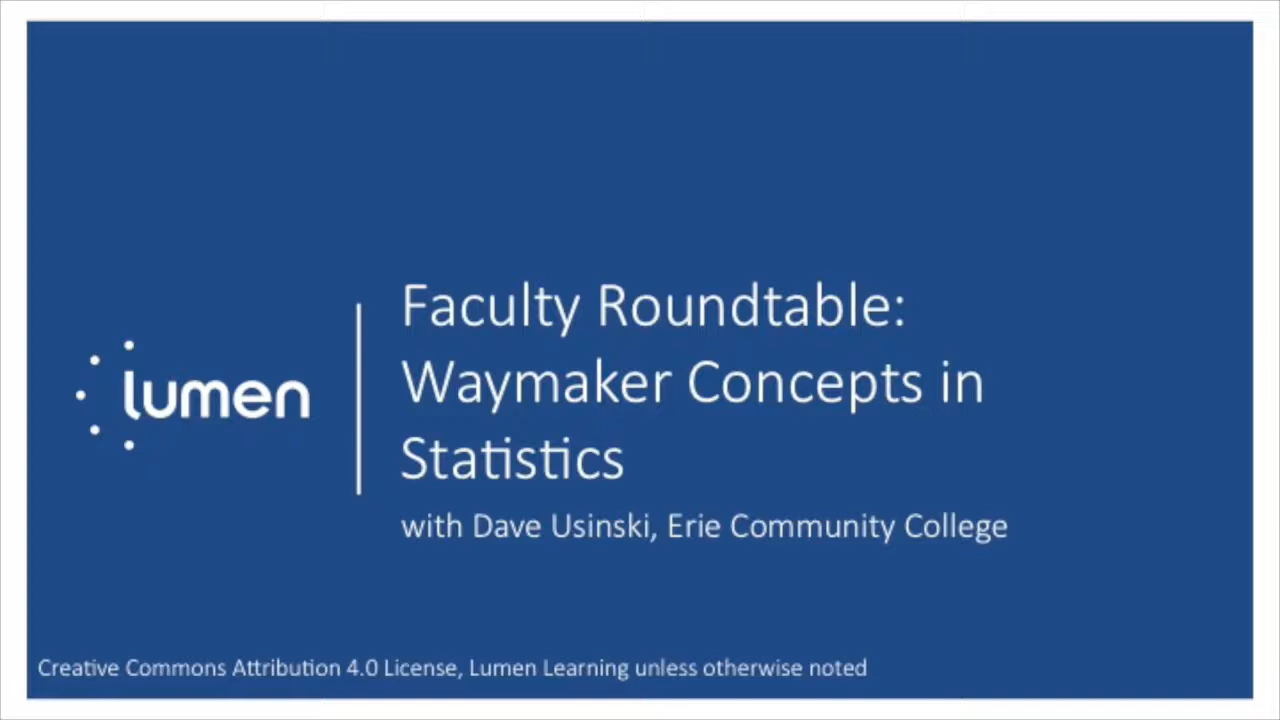 lumen
Faculty Roundtable:
Waymaker Concepts in
Statistics
with Dave Usinski, Erie Community College
Creative Commons Attribution 4.0 License, Lumen Learning unless otherwise noted